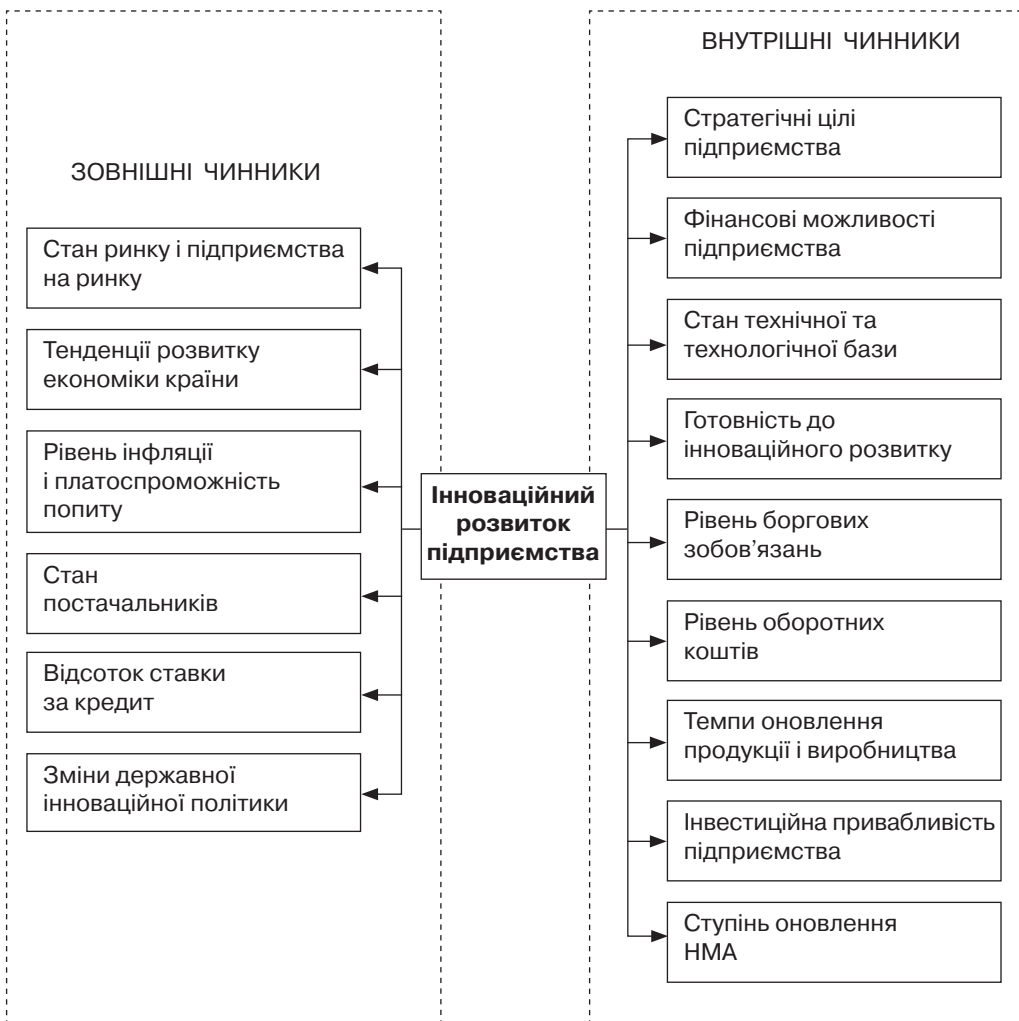 ЗОВНІШНІ ЧИННИКИ
Стан ринку і підприємства
на ринку
Тенденції розвитку
економіки країни
Рівень інфляції
і платоспроможність
попиту
Стан
постачальників
Відсоток ставки
за кредит
Зміни державної
інноваційної політики
Інноваційний
розвиток
підприємства
ВНУТРІШНІ ЧИННИКИ
Стратегічні цілі
підприємства
Фінансові можливості
підприємства
Стан технічної та
технологічної бази
Готовність до
інноваційного розвитку
Рівень боргових
зобов’язань
Рівень оборотних
коштів
Темпи оновлення
продукції і виробництва
Інвестиційна привабливість
підприємства
Ступінь оновлення
НМА